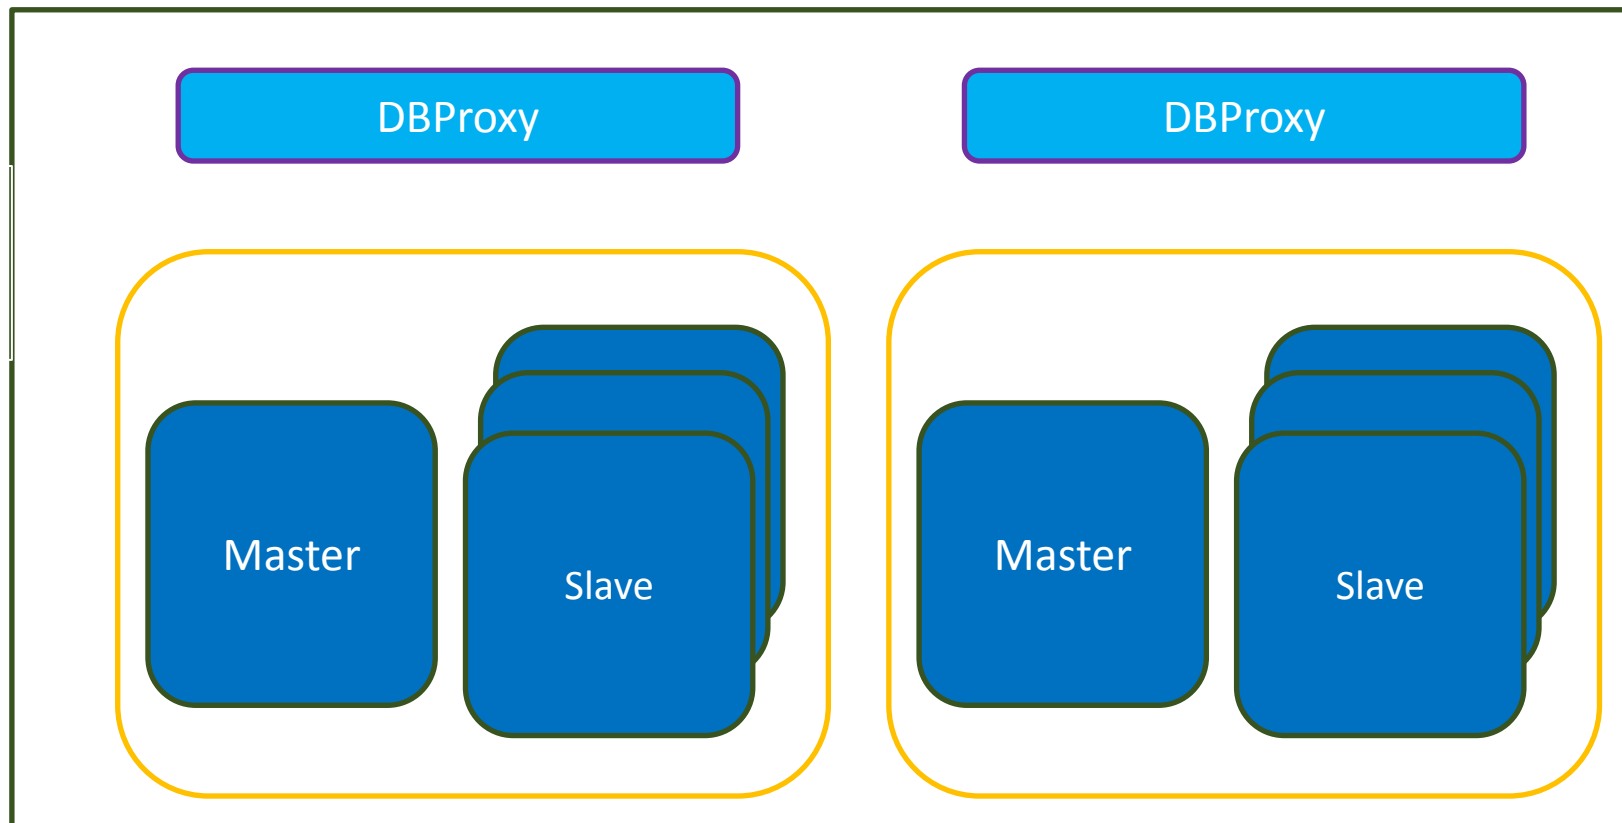 DBProxy
DBProxy
Master
Slave
Master
Slave